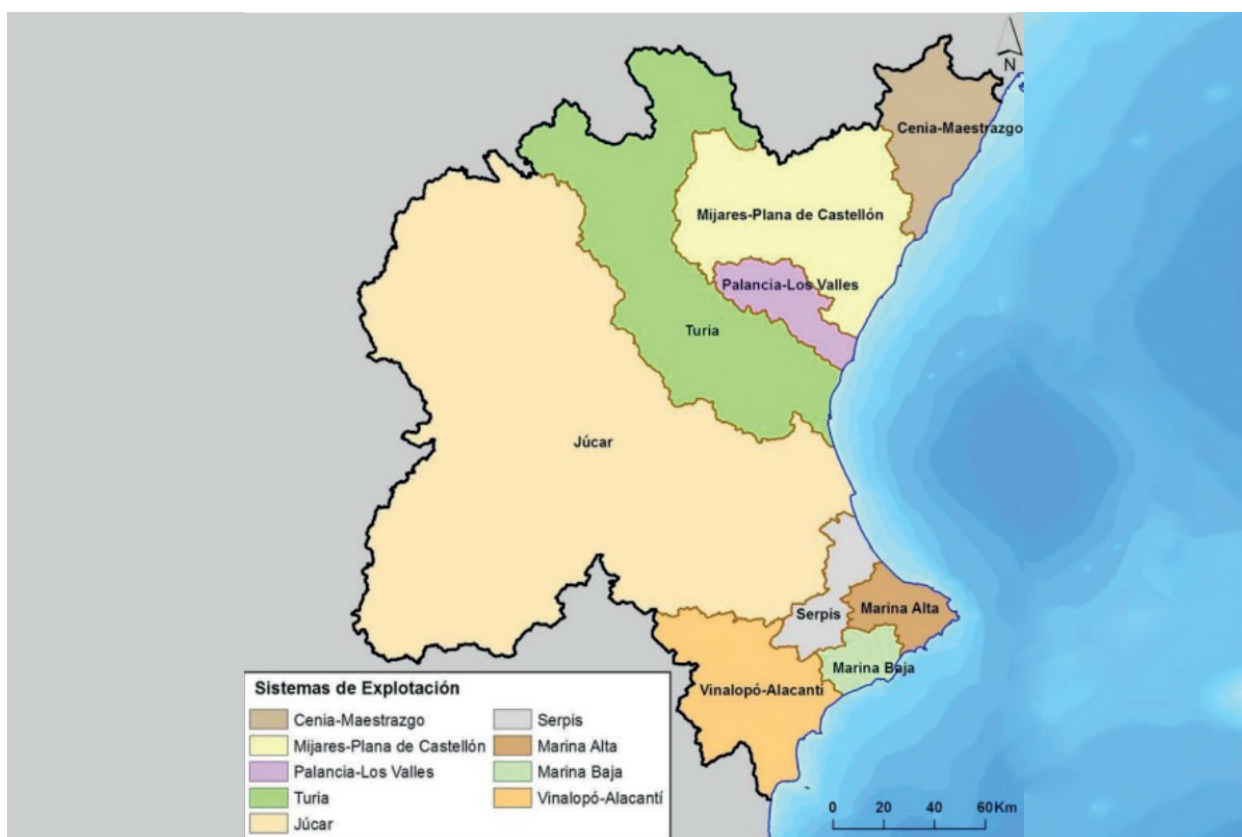 N
Cenia-Maestrazgo
Mijares-Plana de Castellón
Palancia-Los Valles
Turia
Júcar
Serpis
Marina Alta
Marina Baja
Vinalopó-Alacantí
Sistemas de Explotación
Cenia-Maestrazgo
Mijares-Plana de Castellón
Palancia-Los Valles
Turia
Júcar
Serpis
Marina Alta
Marina Baja
Vinalopó-Alacantí
0 20 40 60 Km